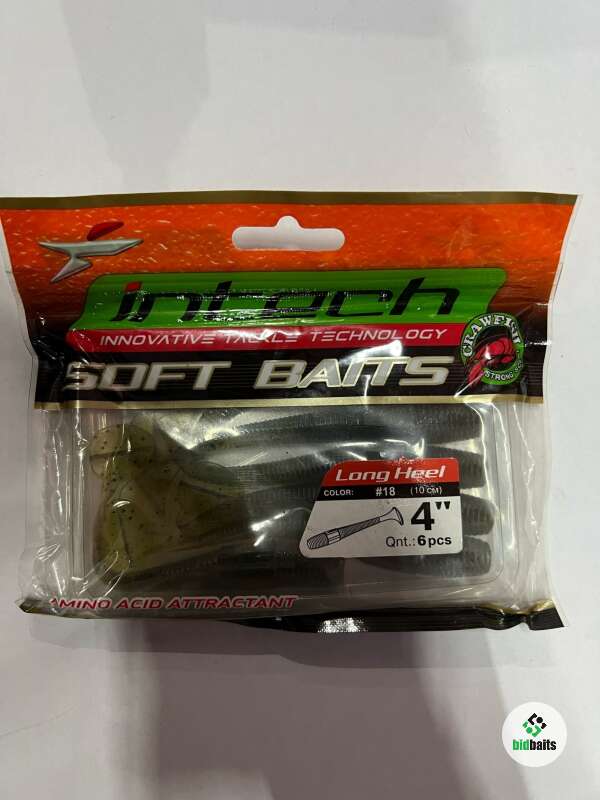 intech
INNOVATIVE TACKLE TECHNOLOGY
SOFT BAITS
CRAWFISH
STRONG
Long Heel
COLOR: #18 (10 CM)
4"
Qnt.: 6 pcs
AMINO ACID ATTRACTANT
bidbaits